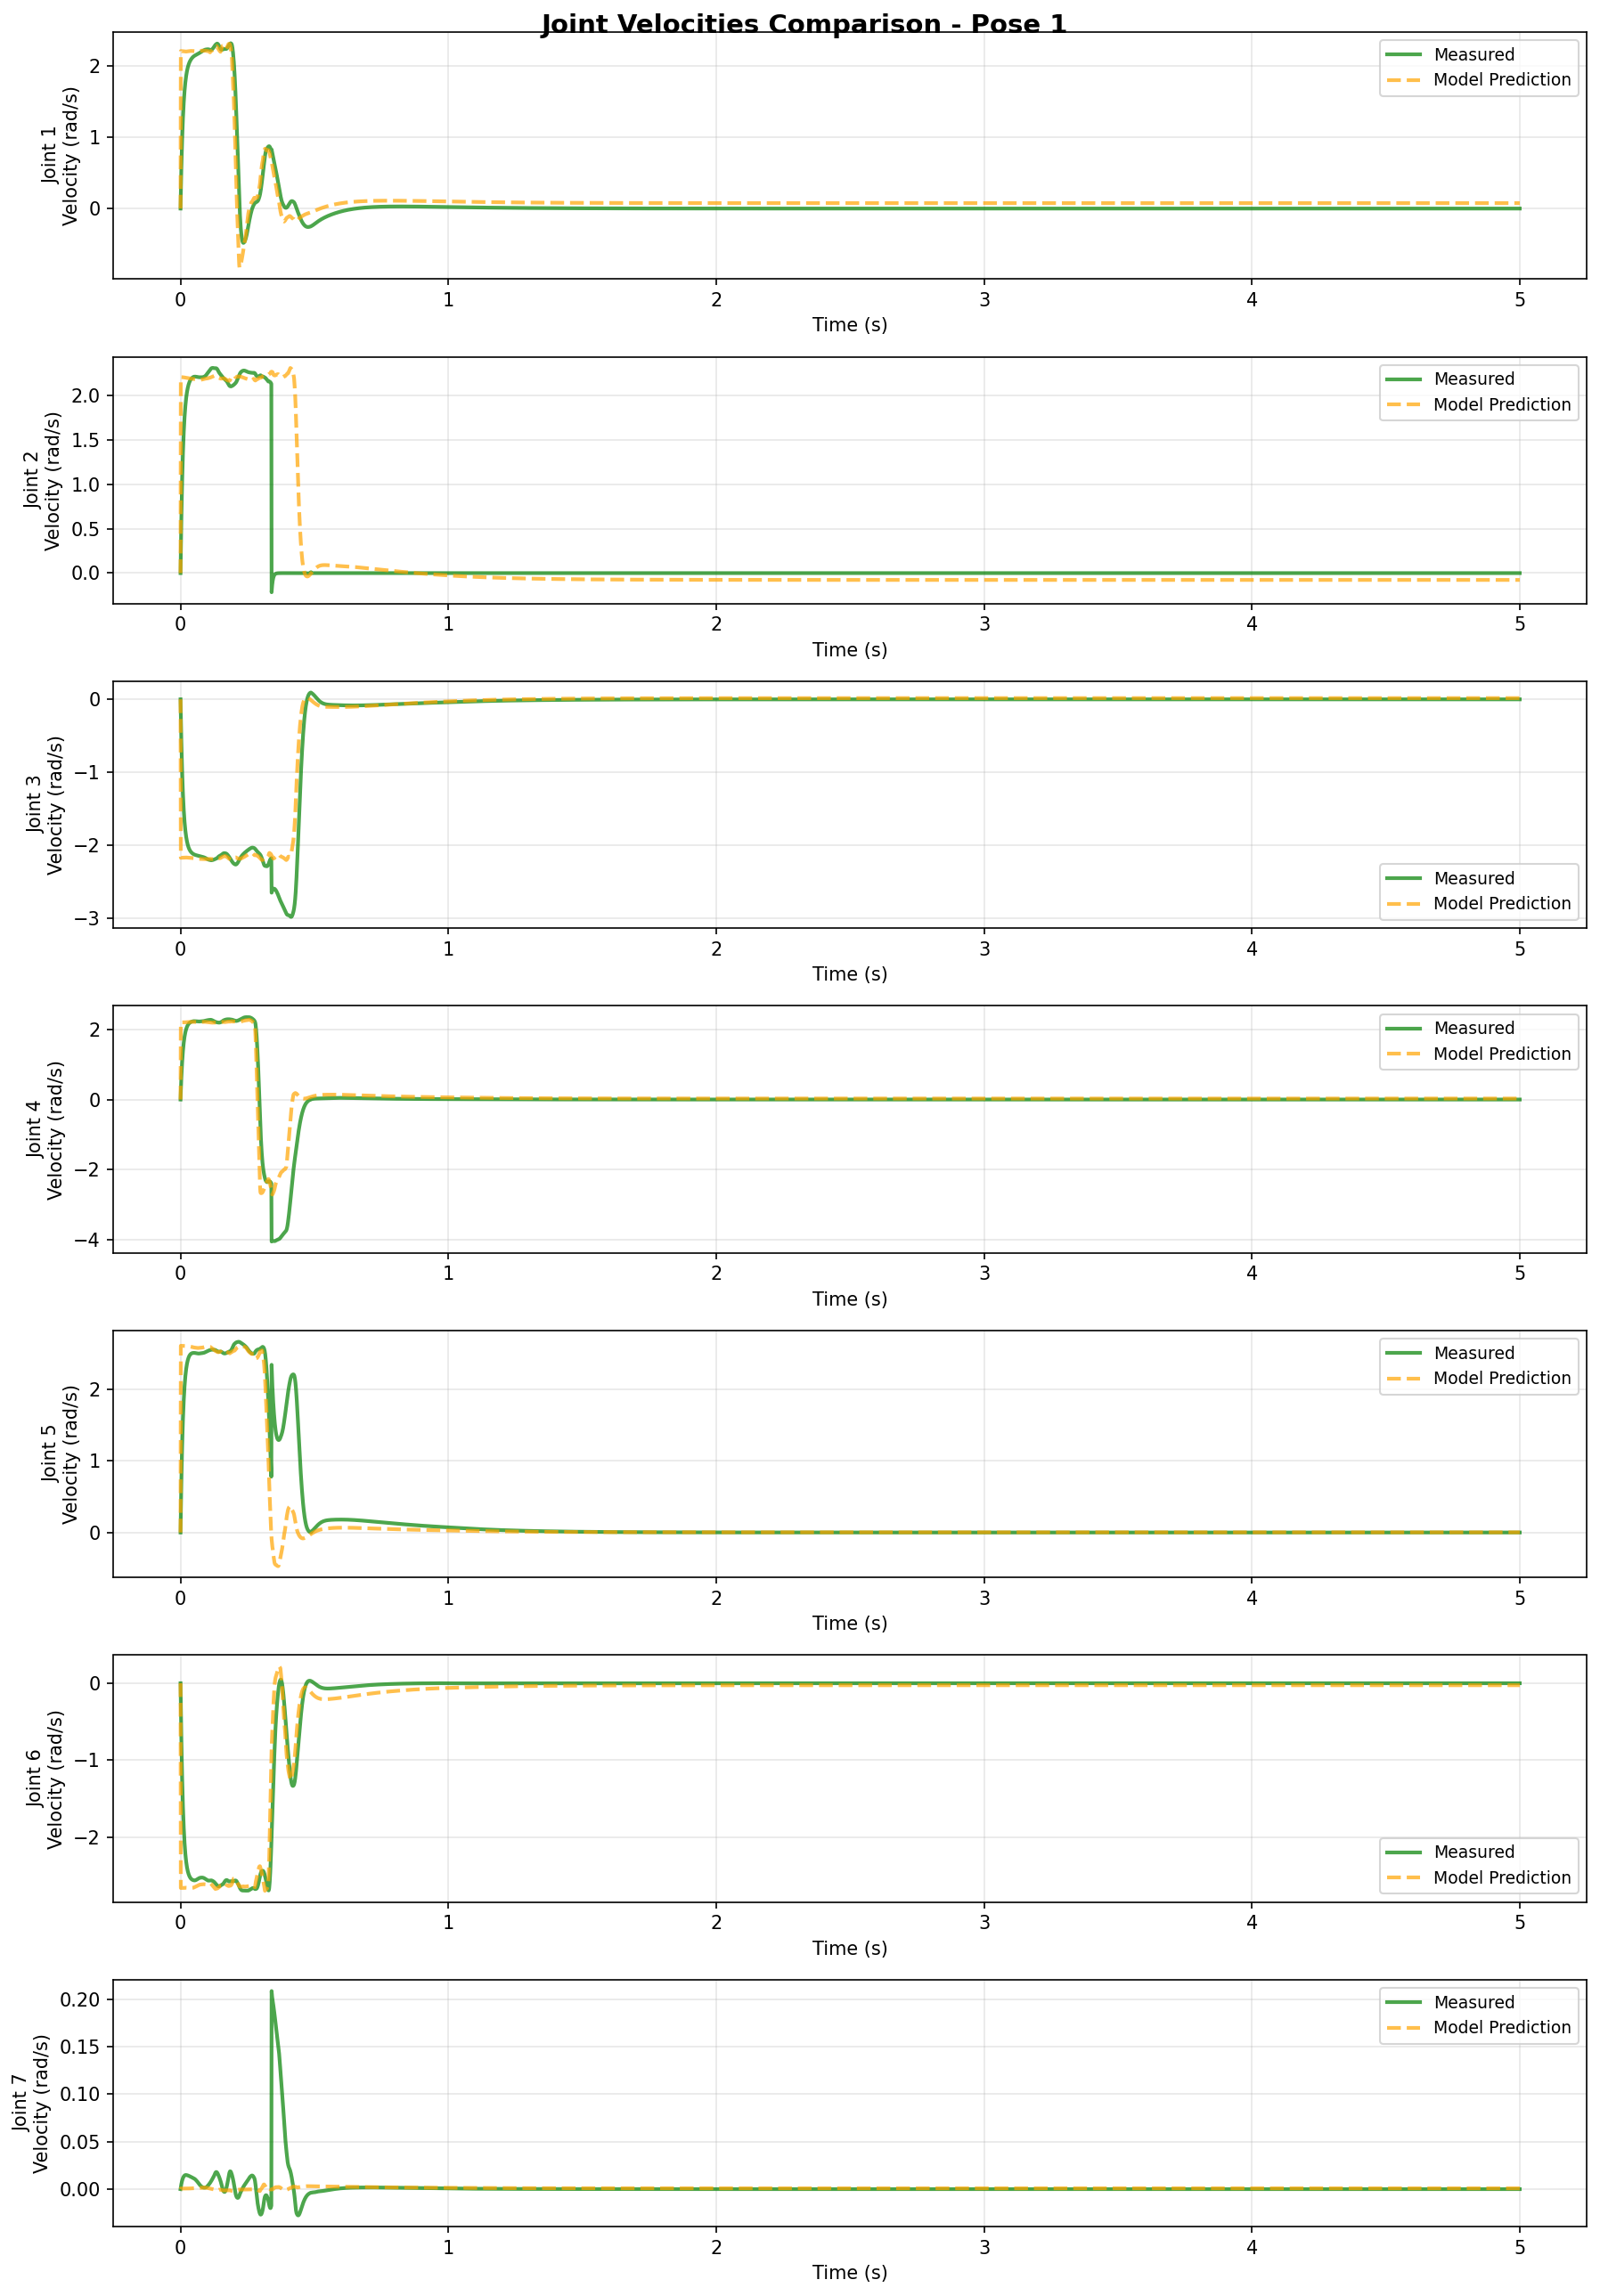 Joint Velocities Comparison - Pose 1
Joint 1
Velocity (rad/s)
2
1
0
Measured
Model Prediction
0 1 2 3 4 5
Time (s)
Joint 2
Velocity (rad/s)
2.0
1.5
1.0
0.5
0.0
Measured
Model Prediction
0 1 2 3 4 5
Time (s)
Joint 3
Velocity (rad/s)
0
−1
−2
−3
Measured
Model Prediction
0 1 2 3 4 5
Time (s)
Joint 4
Velocity (rad/s)
2
0
−2
−4
Measured
Model Prediction
0 1 2 3 4 5
Time (s)
Joint 5
Velocity (rad/s)
2
1
0
Measured
Model Prediction
0 1 2 3 4 5
Time (s)
Joint 6
Velocity (rad/s)
0
−1
−2
Measured
Model Prediction
0 1 2 3 4 5
Time (s)
Joint 7
Velocity (rad/s)
0.20
0.15
0.10
0.05
0.00
Measured
Model Prediction
0 1 2 3 4 5
Time (s)